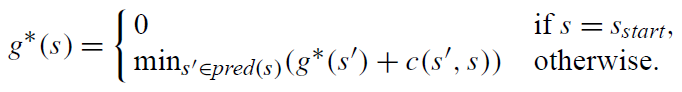 g*(s) = { 0 if s = s_start,
min_{s'∈pred(s)}(g*(s') + c(s', s)) otherwise.